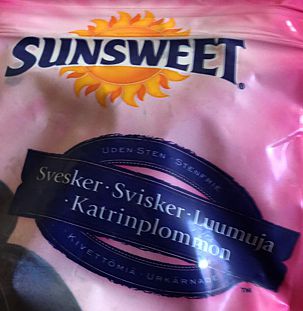 SUNSWEET®
UDEN STEN · STENFRIE
Svesker · Svisker · Luumuja
· Katrinplommon
· KIVETTÖMIÄ · URKÄRNADE
TM